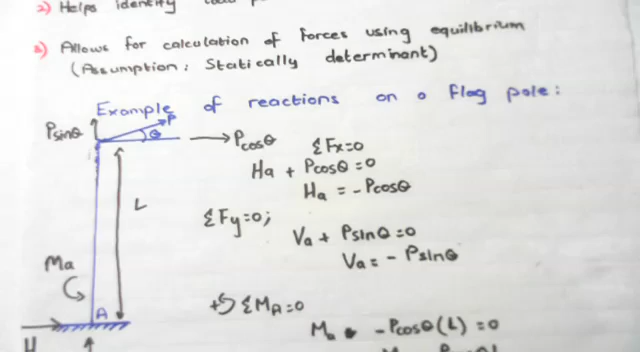 2) Helps identify
3) Allows for calculation of forces using equilibrium
(Assumption: Statically determinant)
Example of reactions on a flag pole:
Psinθ P
θ Pcosθ
ΣFx=0
Ha + Pcosθ=0
Ha = -Pcosθ
L
ΣFy=0;
Va + Psinθ=0
Va = - Psinθ
Ma
A
+ ΣMA=0
Ma - Pcosθ(L) = 0
H